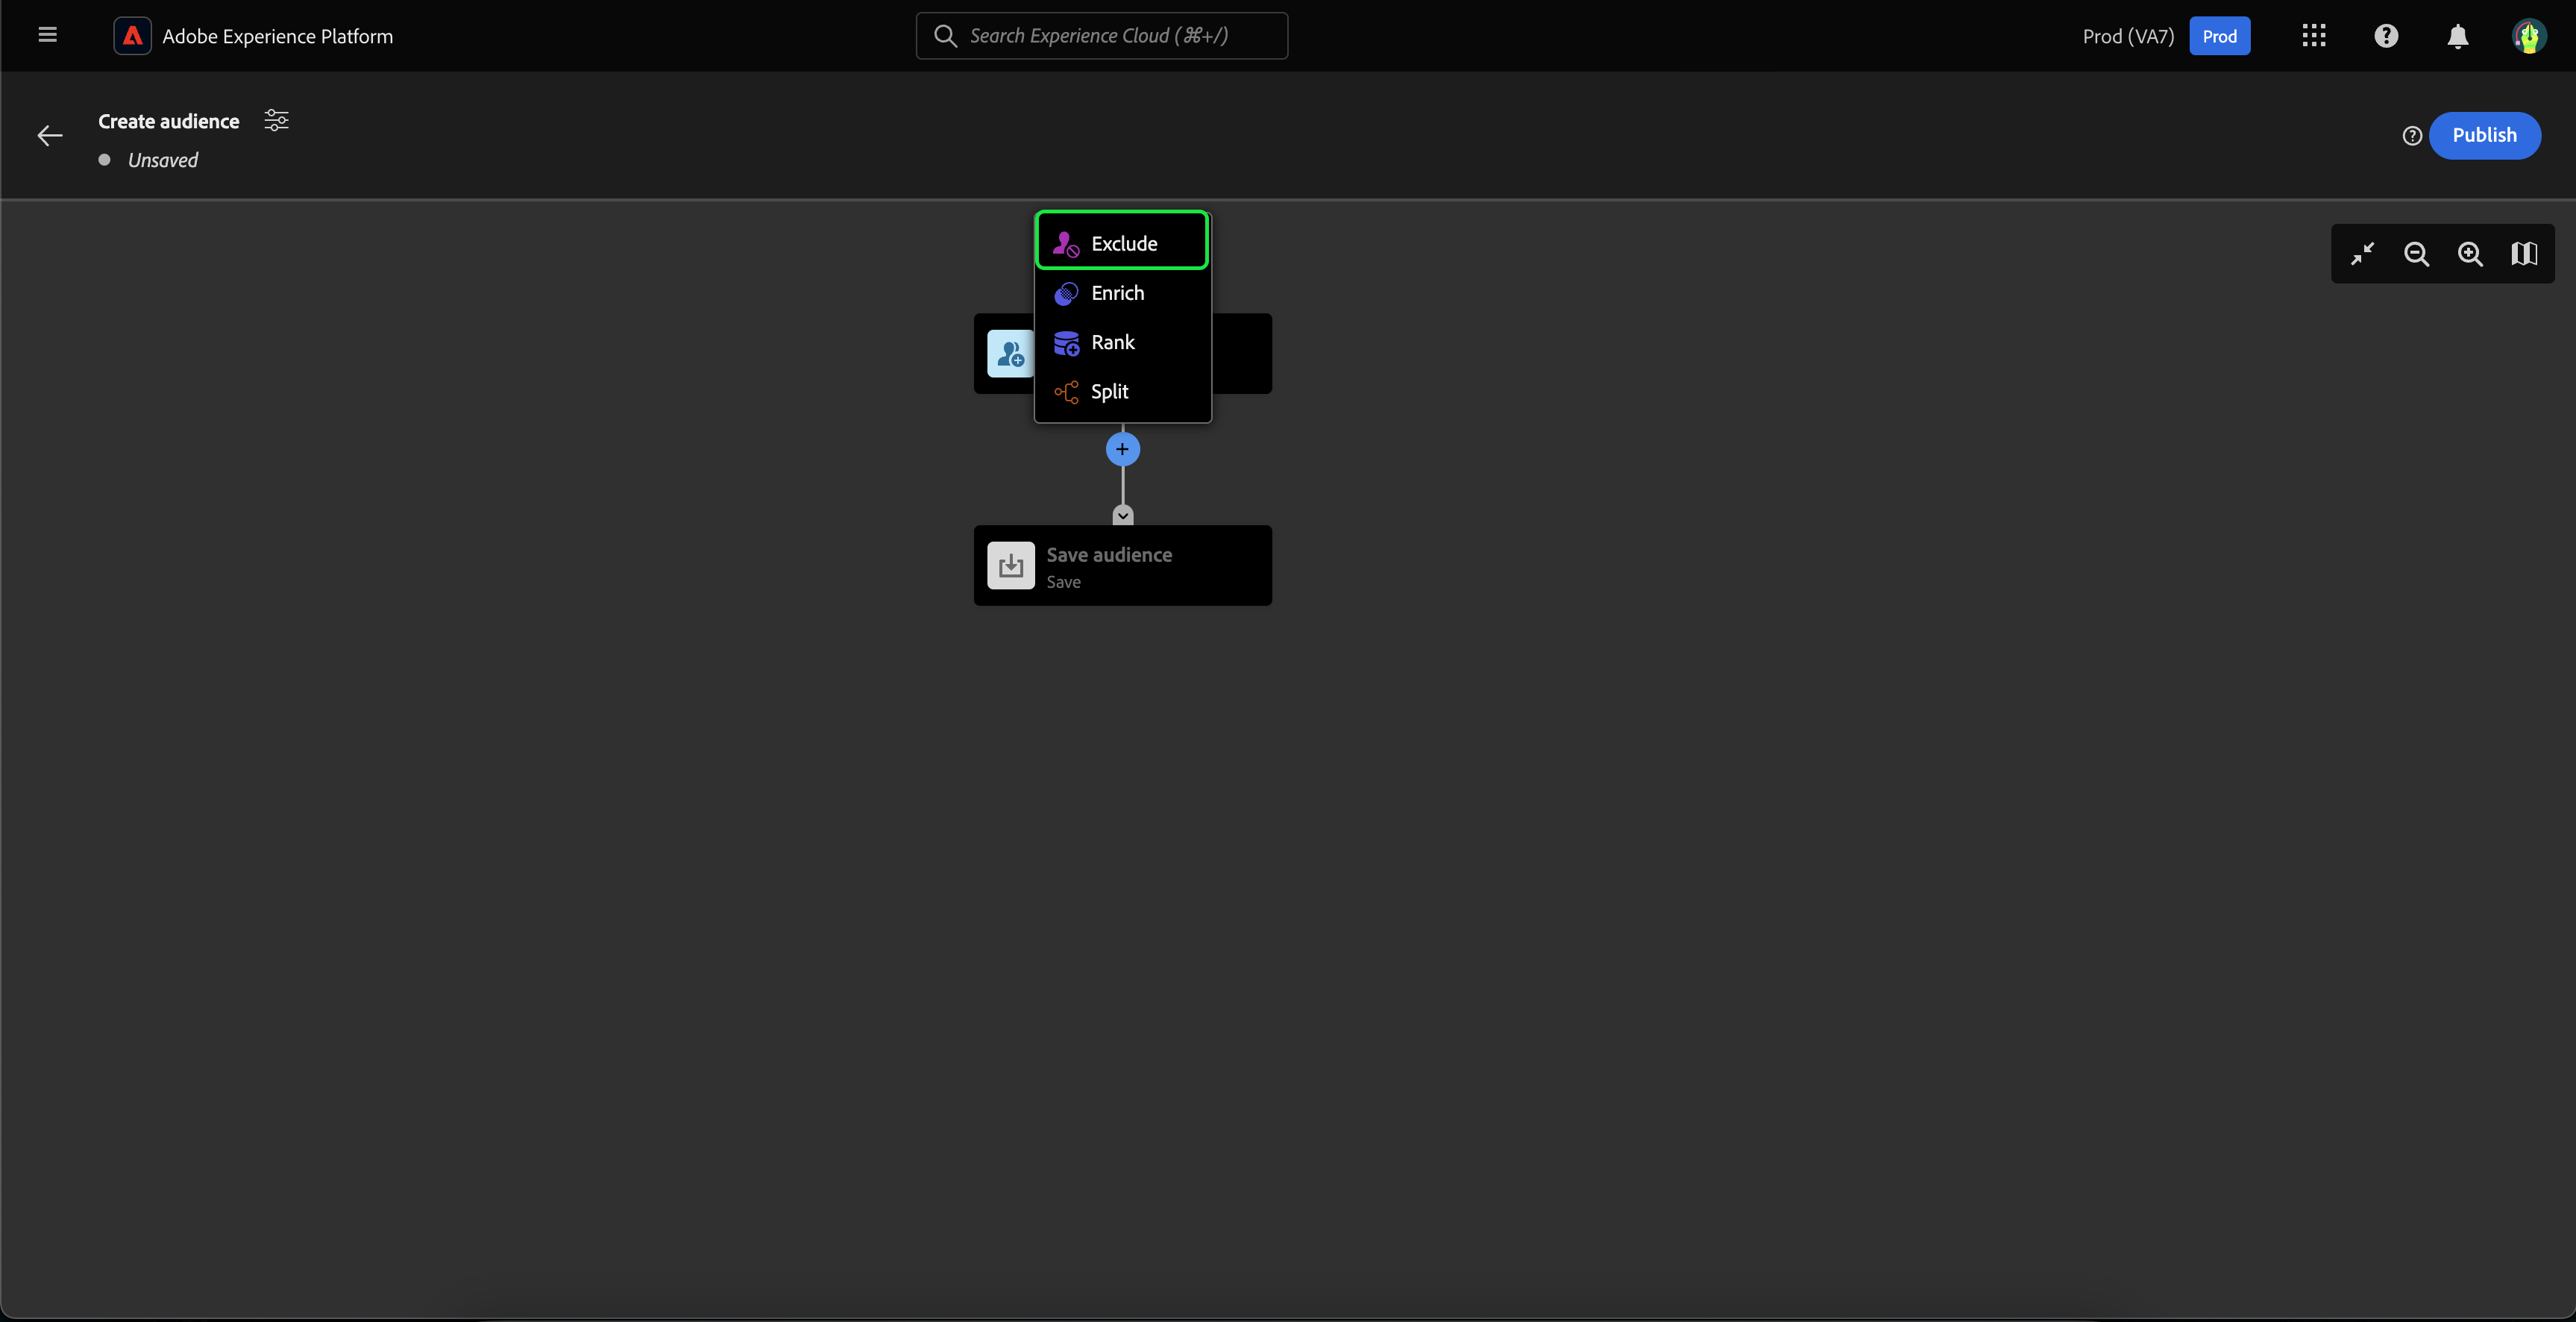 Adobe Experience Platform
Search Experience Cloud (⌘+/)
Prod (VA7)
Prod
Create audience
Unsaved
Publish
Exclude
Enrich
Rank
Split
Save audience
Save